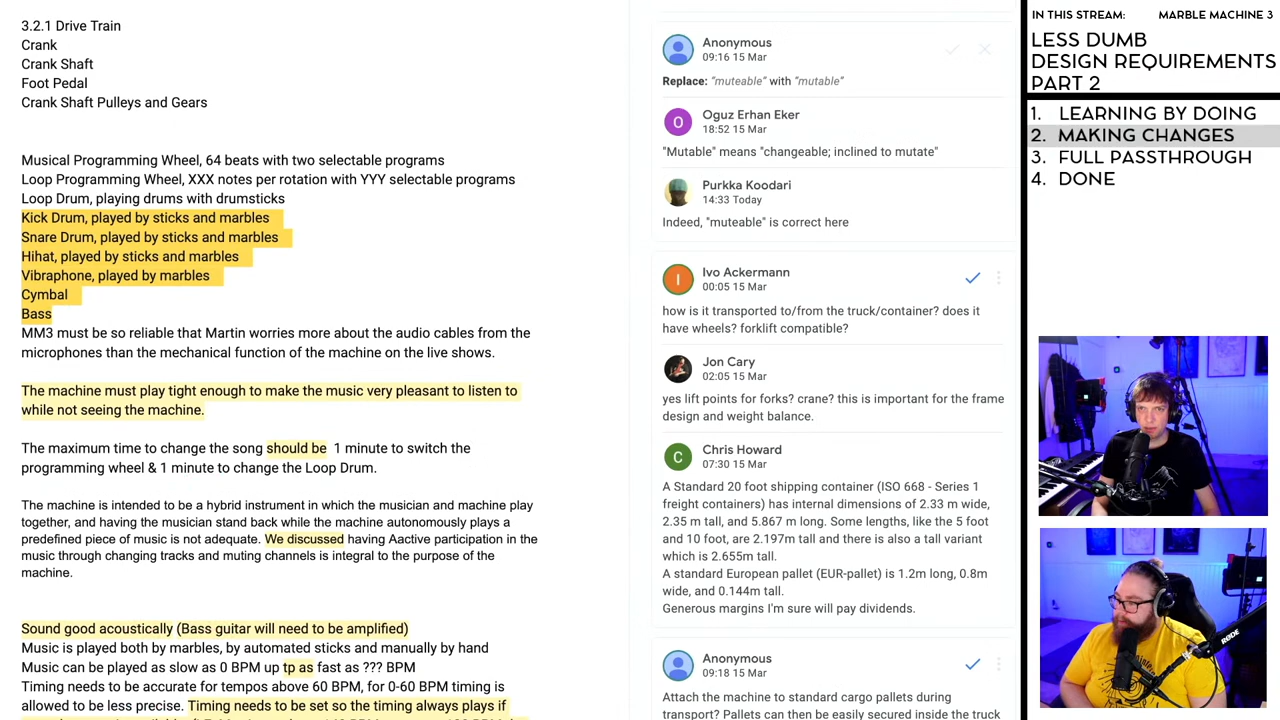 3.2.1 Drive Train
Crank
Crank Shaft
Foot Pedal
Crank Shaft Pulleys and Gears
Musical Programming Wheel, 64 beats with two selectable programs
Loop Programming Wheel, XXX notes per rotation with YYY selectable programs
Loop Drum, playing drums with drumsticks
Kick Drum, played by sticks and marbles
Snare Drum, played by sticks and marbles
Hihat, played by sticks and marbles
Vibraphone, played by marbles
Cymbal
Bass
MM3 must be so reliable that Martin worries more about the audio cables from the
microphones than the mechanical function of the machine on the live shows.
The machine must play tight enough to make the music very pleasant to listen to
while not seeing the machine.
The maximum time to change the song should be 1 minute to switch the
programming wheel & 1 minute to change the Loop Drum.
The machine is intended to be a hybrid instrument in which the musician and machine play
together, and having the musician stand back while the machine autonomously plays a
predefined piece of music is not adequate. We discussed having Aactive participation in the
music through changing tracks and muting channels is integral to the purpose of the
machine.
Sound good acoustically (Bass guitar will need to be amplified)
Music is played both by marbles, by automated sticks and manually by hand
Music can be played as slow as 0 BPM up tp as fast as ??? BPM
Timing needs to be accurate for tempos above 60 BPM, for 0-60 BPM timing is
allowed to be less precise. Timing needs to be set so the timing always plays if
Anonymous
09:16 15 Mar
Replace: "muteable" with "mutable"
O
Oguz Erhan Eker
18:52 15 Mar
"Mutable" means "changeable; inclined to mutate"
Purkka Koodari
14:33 Today
Indeed, "muteable" is correct here
I
Ivo Ackermann
00:05 15 Mar
how is it transported to/from the truck/container? does it
have wheels? forklift compatible?
Jon Cary
02:05 15 Mar
yes lift points for forks? crane? this is important for the frame
design and weight balance.
C
Chris Howard
07:30 15 Mar
A Standard 20 foot shipping container (ISO 668 - Series 1
freight containers) has internal dimensions of 2.33 m wide,
2.35 m tall, and 5.867 m long. Some lengths, like the 5 foot
and 10 foot, are 2.197m tall and there is also a tall variant
which is 2.655m tall.
A standard European pallet (EUR-pallet) is 1.2m long, 0.8m
wide, and 0.144m tall.
Generous margins I'm sure will pay dividends.
Anonymous
09:18 15 Mar
Attach the machine to standard cargo pallets during
transport? Pallets can then be easily secured inside the truck
IN THIS STREAM: MARBLE MACHINE 3
LESS DUMB
DESIGN REQUIREMENTS
PART 2
1. LEARNING BY DOING
2. MAKING CHANGES
3. FULL PASSTHROUGH
4. DONE
RØDE